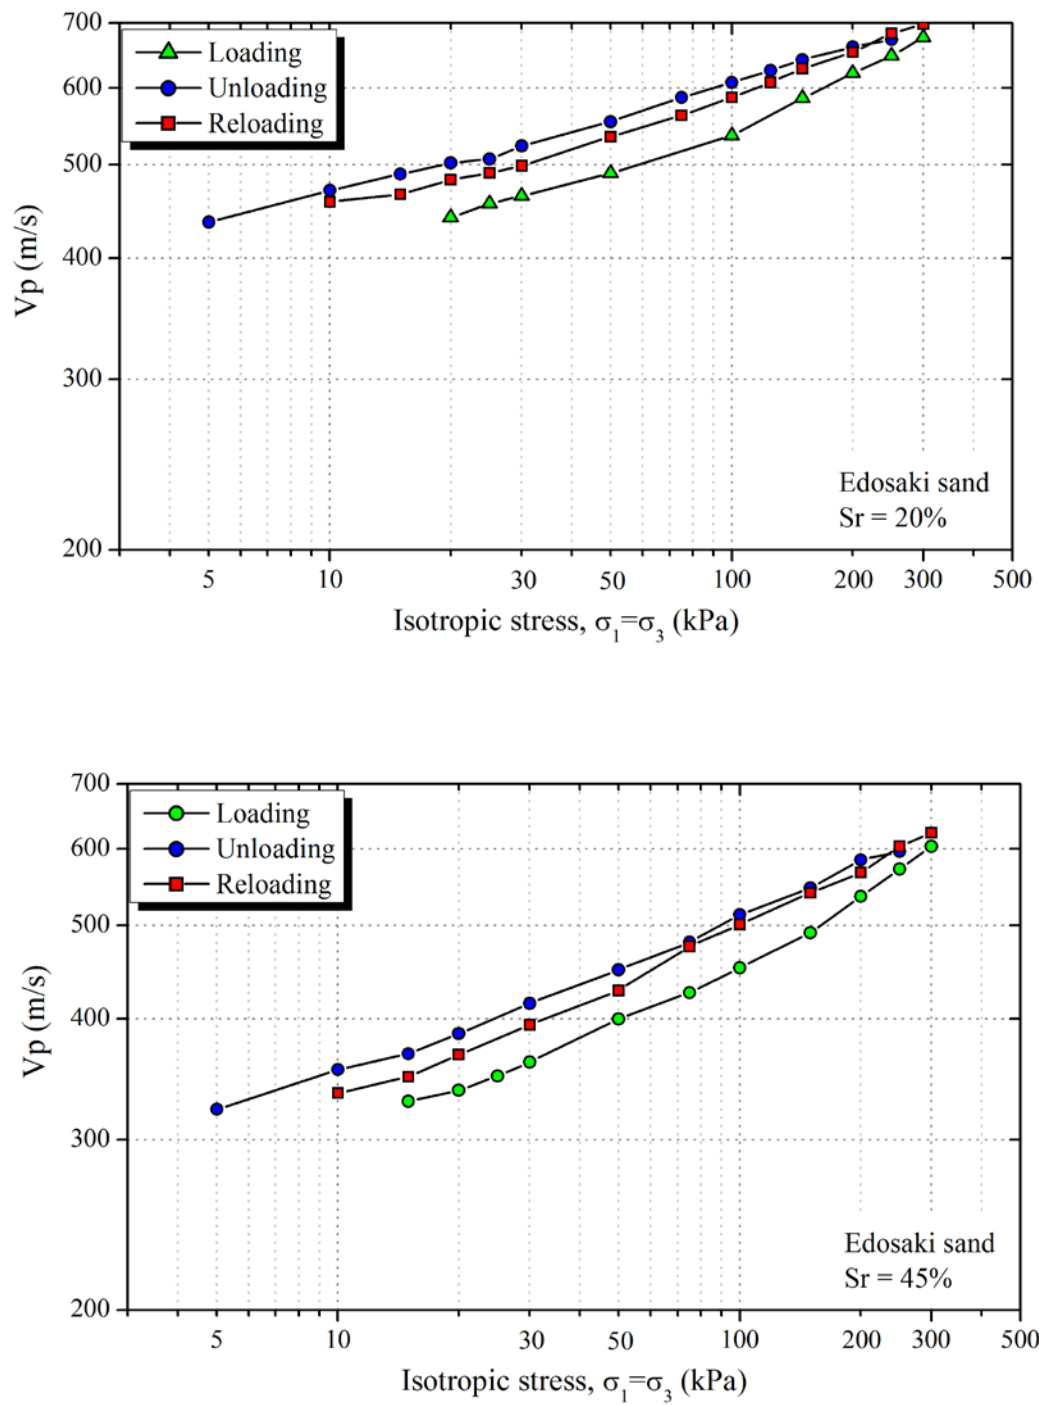 700
600
500
400
300
200
Vp (m/s)
Loading
Unloading
Reloading
Edosaki sand
Sr = 20%
5 10 30 50 100 200 300 500
Isotropic stress, σ₁=σ₃ (kPa)
700
600
500
400
300
200
Vp (m/s)
Loading
Unloading
Reloading
Edosaki sand
Sr = 45%
5 10 30 50 100 200 300 500
Isotropic stress, σ₁=σ₃ (kPa)